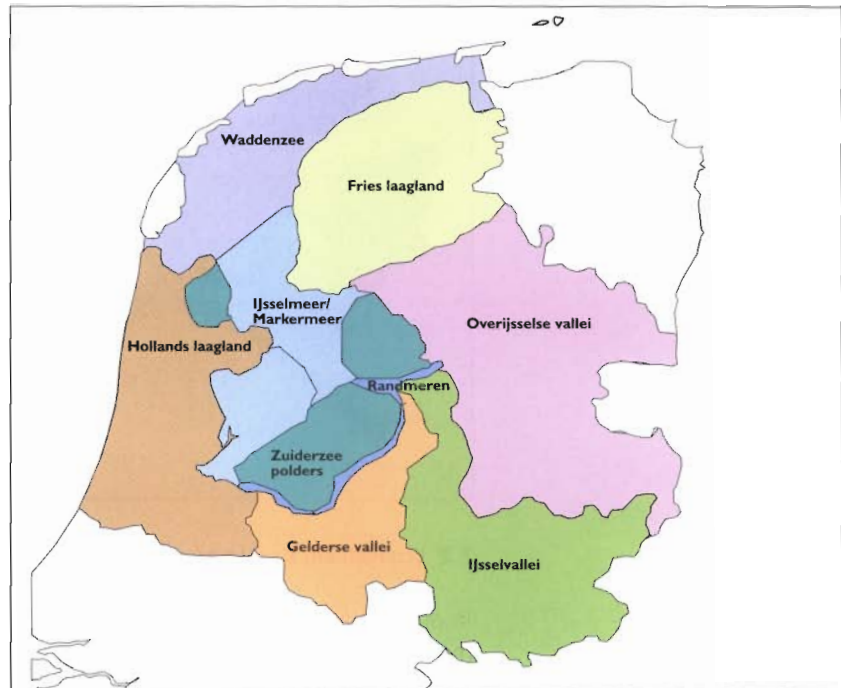 Waddenzee
Fries laagland
IJsselmeer/
Markermeer
Overijsselse vallei
Hollands laagland
Randmeren
Zuiderzee
polders
Gelderse vallei
IJsselvallei